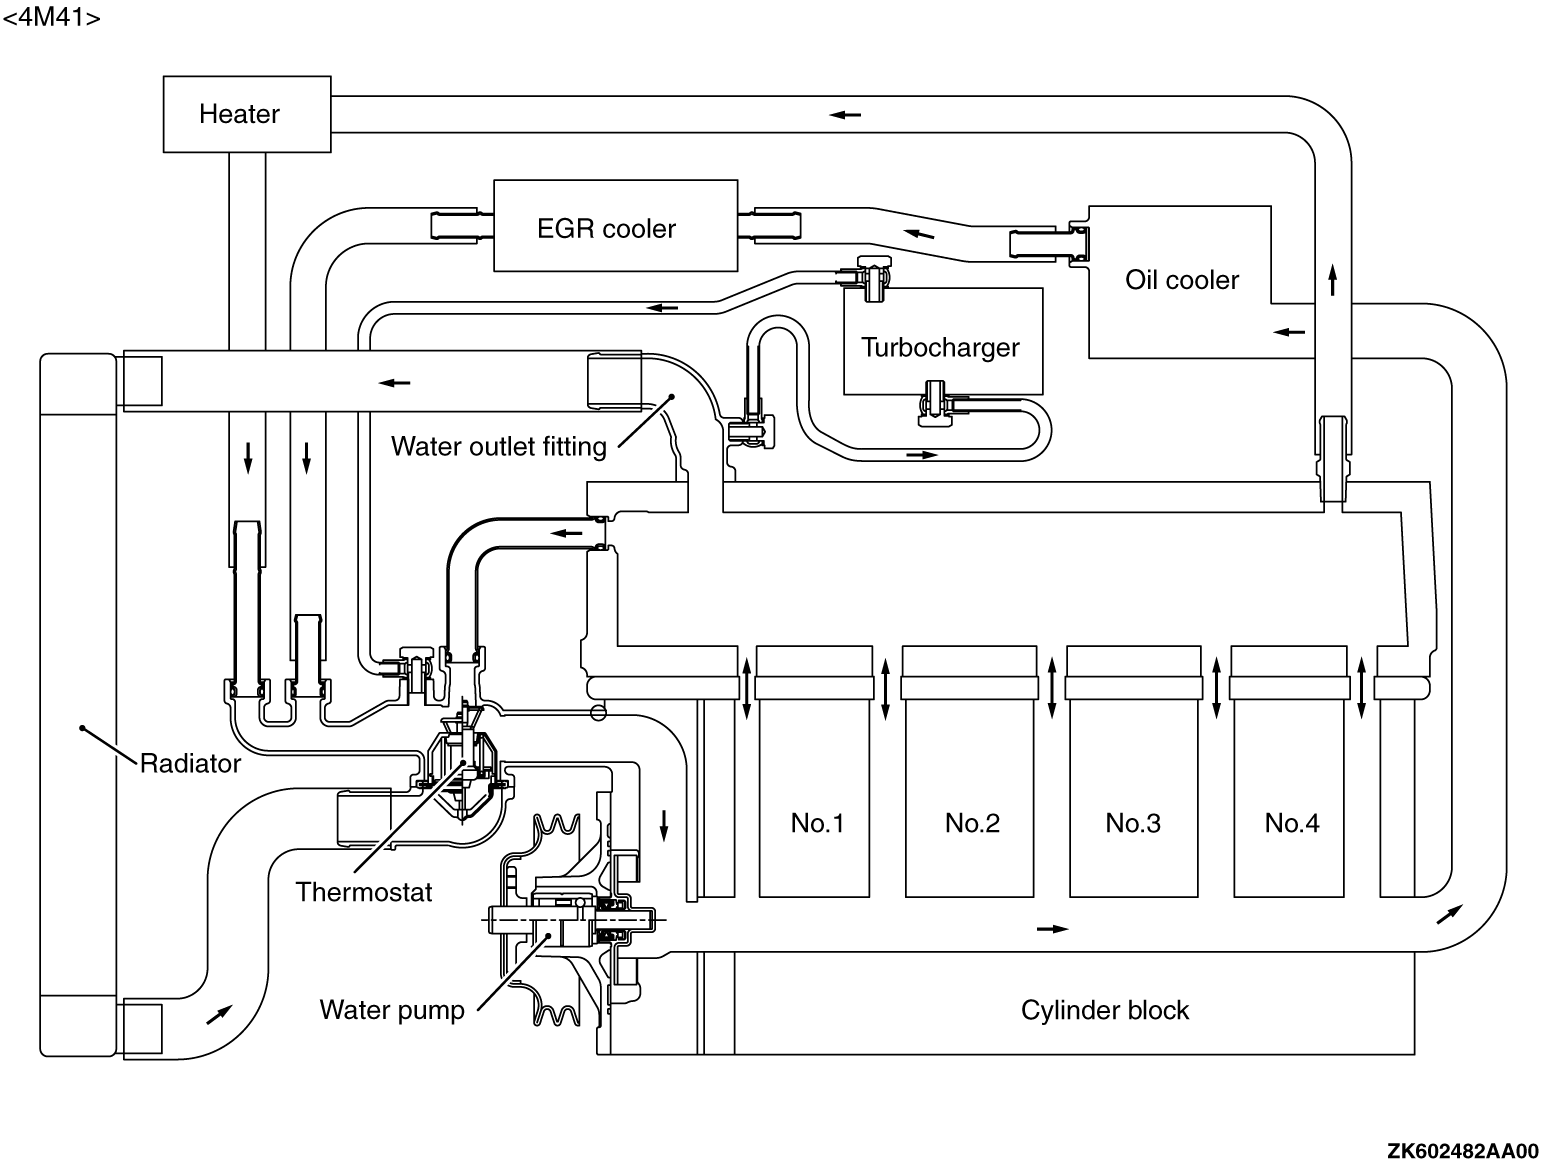 <4M41>
Heater
EGR cooler
Oil cooler
Turbocharger
Water outlet fitting
Radiator
No.1
No.2
No.3
No.4
Thermostat
Water pump
Cylinder block
ZK602482AA00